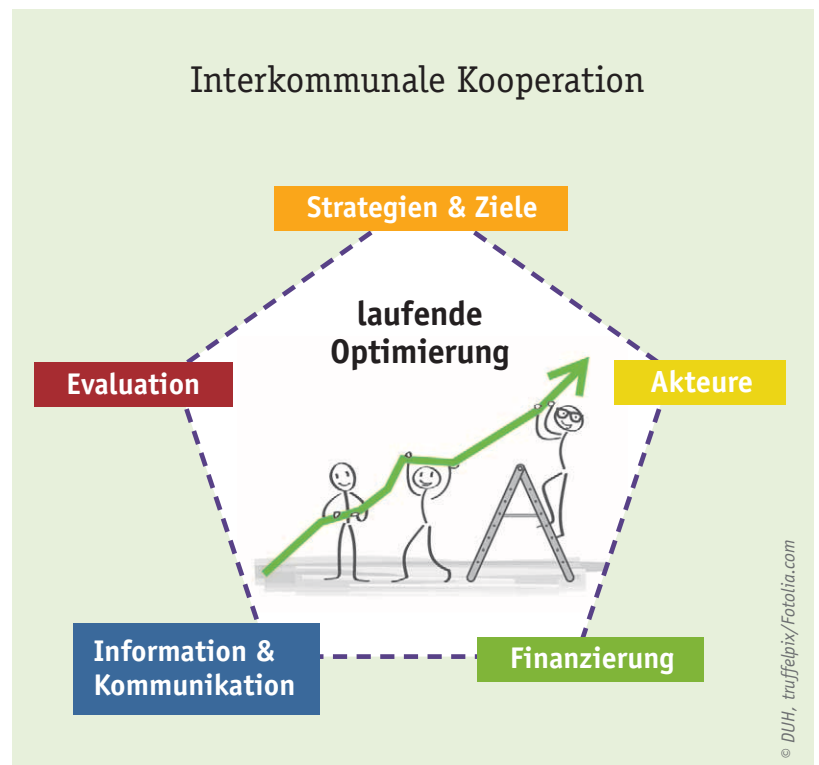 Interkommunale Kooperation
Strategien & Ziele
laufende
Optimierung
Evaluation
Akteure
Information &
Kommunikation
Finanzierung
© DUH, truffelpix/Fotolia.com